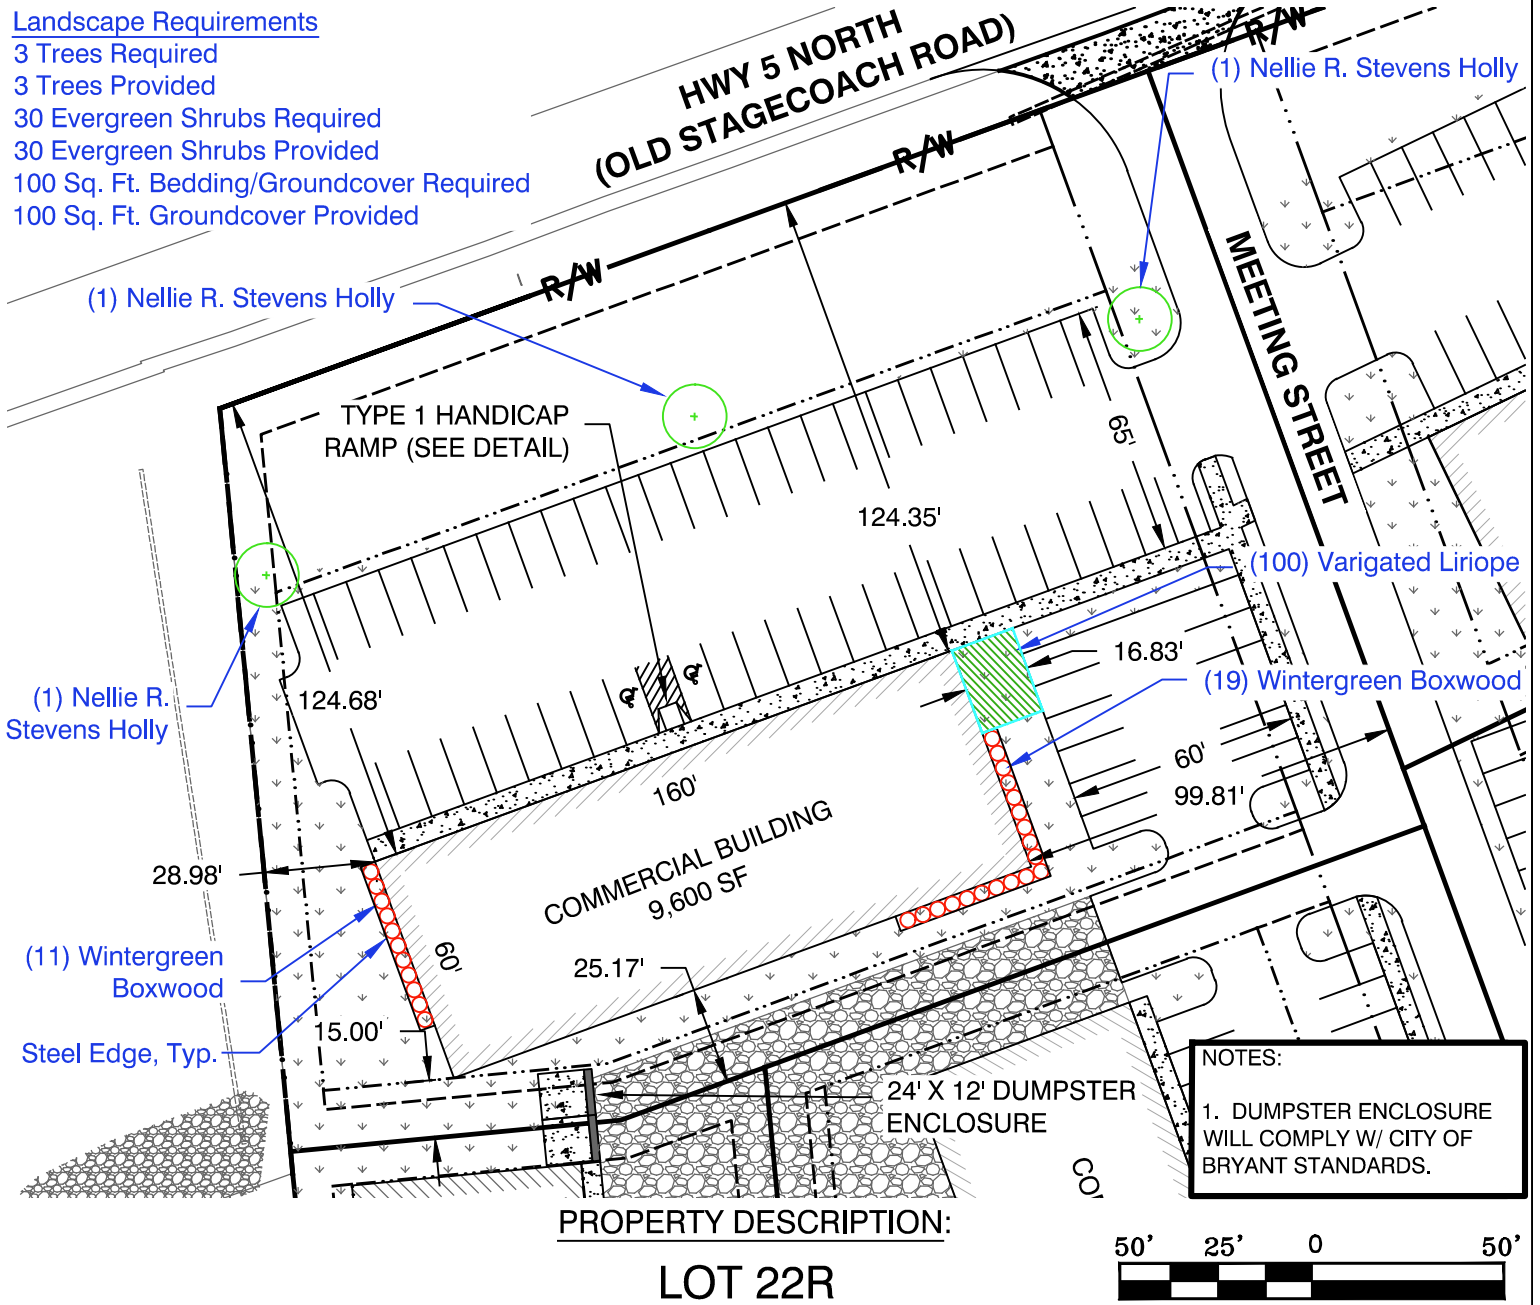 Landscape Requirements
3 Trees Required
3 Trees Provided
30 Evergreen Shrubs Required
30 Evergreen Shrubs Provided
100 Sq. Ft. Bedding/Groundcover Required
100 Sq. Ft. Groundcover Provided
HWY 5 NORTH
(OLD STAGECOACH ROAD)
R/W
(1) Nellie R. Stevens Holly
R/W
R/W
(1) Nellie R. Stevens Holly
MEETING STREET
TYPE 1 HANDICAP
RAMP (SEE DETAIL)
65'
124.35'
(100) Varigated Liriope
16.83'
(19) Wintergreen Boxwood
(1) Nellie R.
Stevens Holly
124.68'
60'
99.81'
160'
COMMERCIAL BUILDING
9,600 SF
28.98'
60'
(11) Wintergreen
Boxwood
25.17'
15.00'
Steel Edge, Typ.
24' X 12' DUMPSTER
ENCLOSURE
NOTES:
1. DUMPSTER ENCLOSURE
WILL COMPLY W/ CITY OF
BRYANT STANDARDS.
PROPERTY DESCRIPTION:
LOT 22R
50' 25' 0 50'